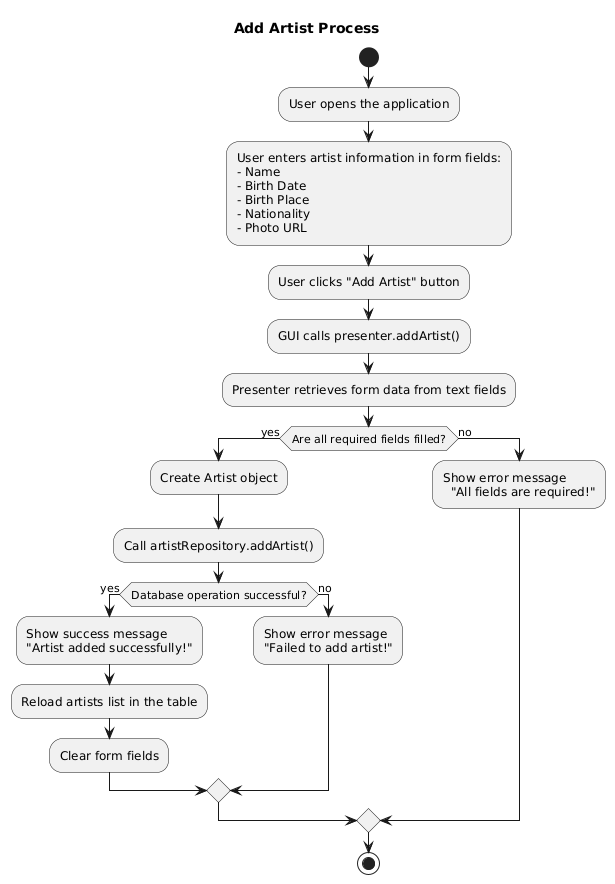 Add Artist Process
User opens the application
User enters artist information in form fields:
- Name
- Birth Date
- Birth Place
- Nationality
- Photo URL
User clicks "Add Artist" button
GUI calls presenter.addArtist()
Presenter retrieves form data from text fields
yes
Are all required fields filled?
no
Create Artist object
Call artistRepository.addArtist()
yes
Database operation successful?
no
Show success message
"Artist added successfully!"
Reload artists list in the table
Clear form fields
Show error message
"Failed to add artist!"
Show error message
"All fields are required!"